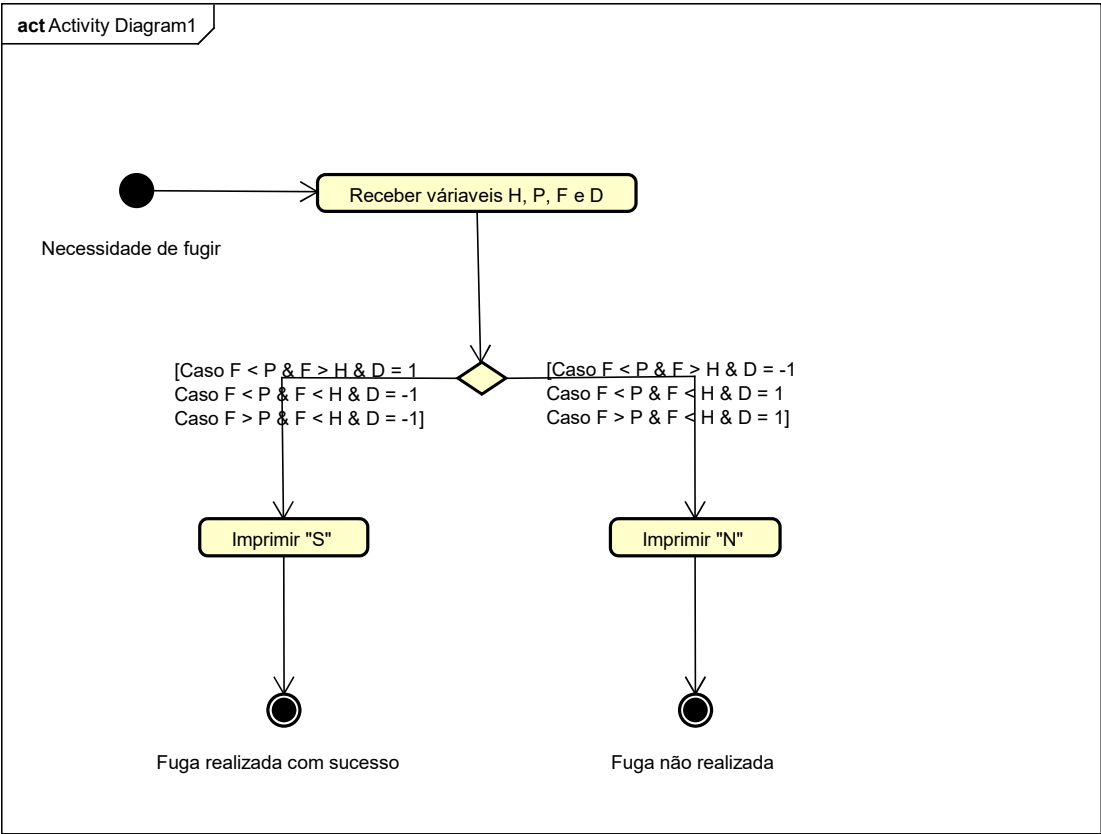 act Activity Diagram1
Receber váriaveis H, P, F e D
Necessidade de fugir
[Caso F < P & F > H & D = 1
Caso F < P & F < H & D = -1
Caso F > P & F < H & D = -1]
[Caso F < P & F > H & D = -1
Caso F < P & F < H & D = 1
Caso F > P & F < H & D = 1]
Imprimir "S"
Imprimir "N"
Fuga realizada com sucesso
Fuga não realizada